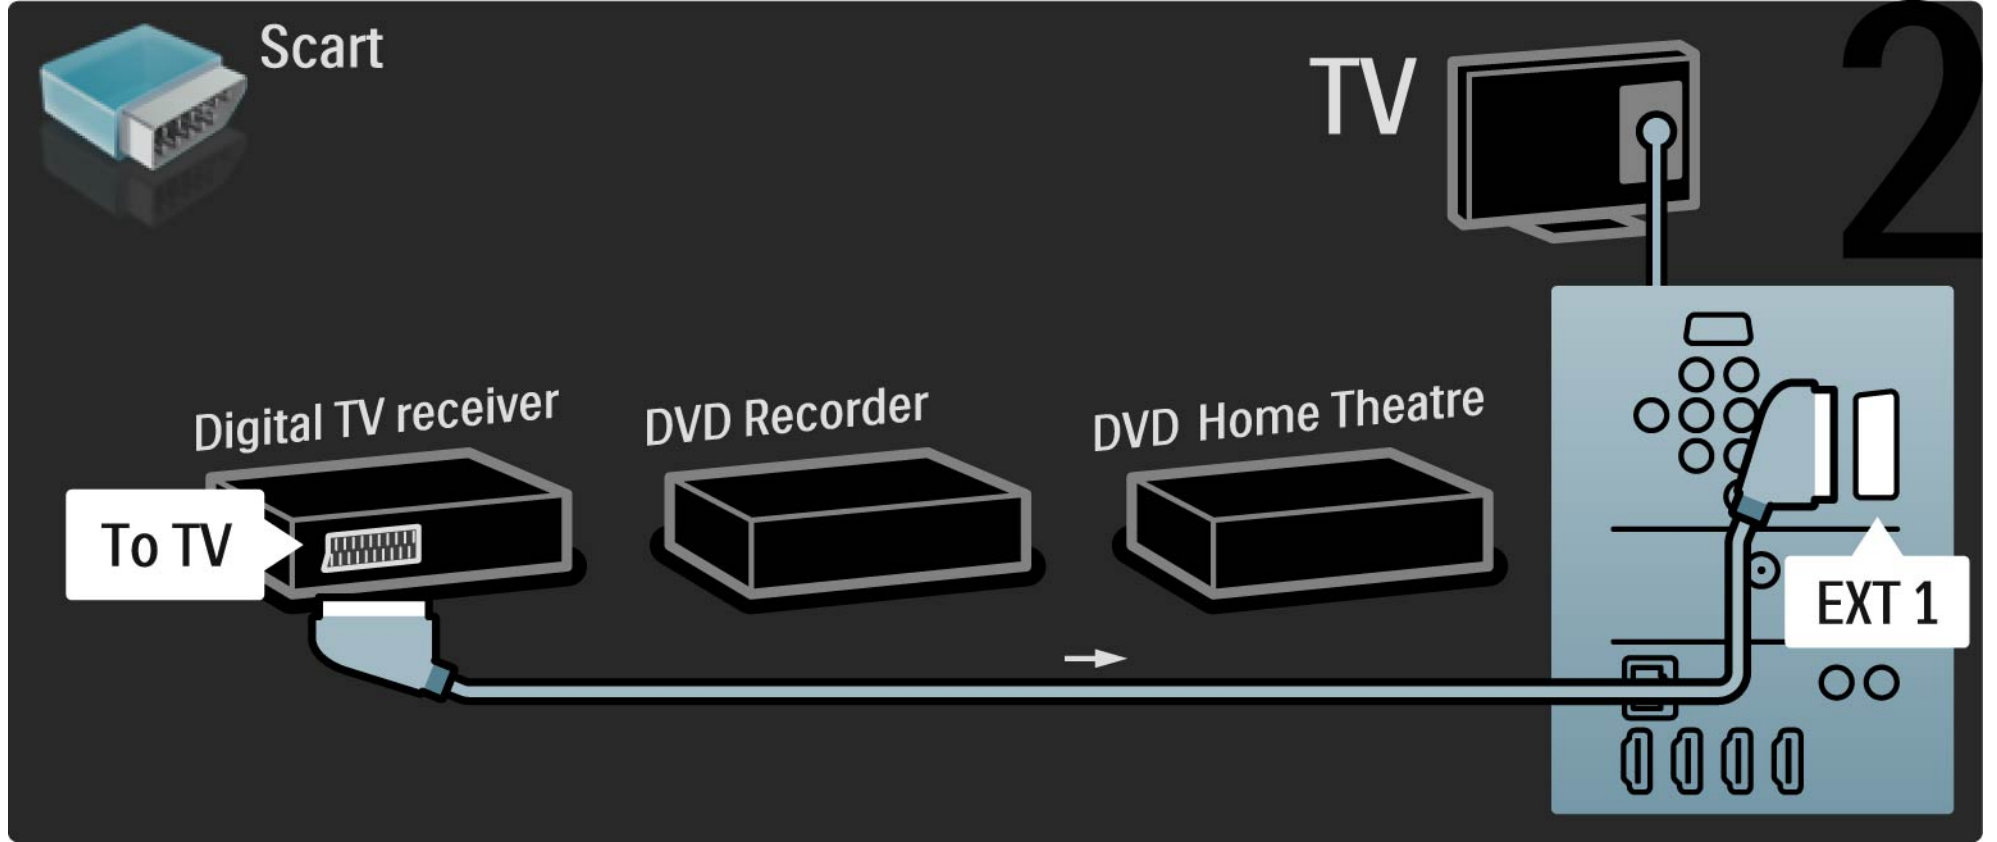 Scart
TV
2
Digital TV receiver
DVD Recorder
DVD Home Theatre
To TV
EXT 1